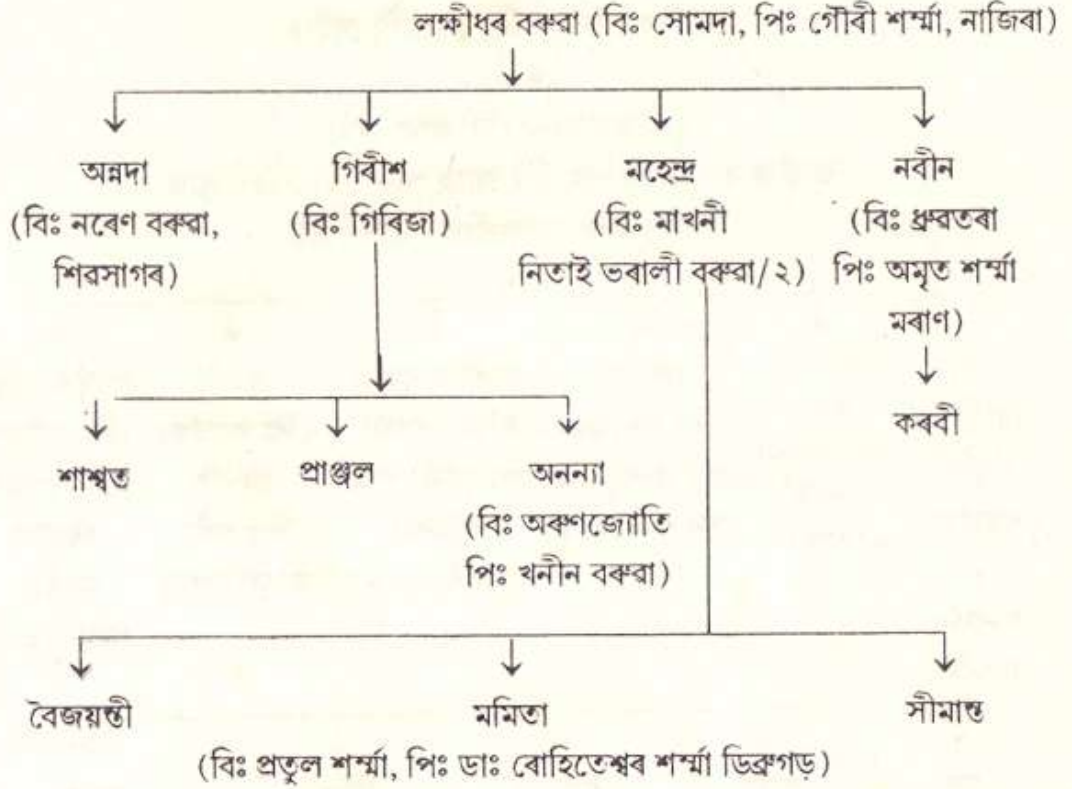 লক্ষীধৰ বৰুৱা (বিঃ সোমদা, পিঃ গৌৰী শৰ্ম্মা, নাজিৰা)
অন্নদা গিৰীশ মহেন্দ্ৰ নবীন
(বিঃ নৰেণ বৰুৱা, (বিঃ গিৰিজা) (বিঃ মাখনী (বিঃ ধ্ৰুৱতৰা
শিৱসাগৰ) নিতাই ভৰালী বৰুৱা/২) পিঃ অমৃত শৰ্ম্মা
মৰাণ)
কৰবী
শাশ্বত প্ৰাঞ্জল অনন্যা
(বিঃ অৰুণজ্যোতি
পিঃ খনীন বৰুৱা)
বৈজয়ন্তী মমিতা সীমান্ত
(বিঃ প্ৰতুল শৰ্ম্মা, পিঃ ডাঃ ৰোহিতেশ্বৰ শৰ্ম্মা ডিব্ৰুগড়)